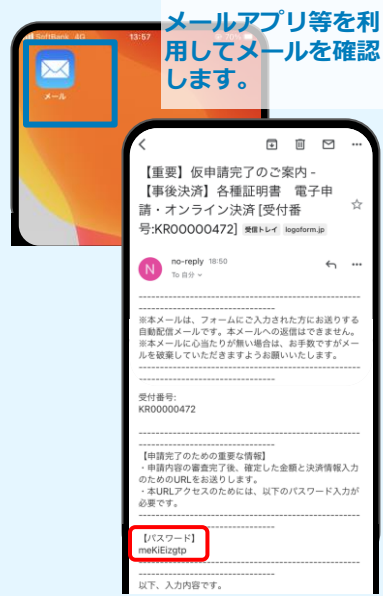 メールアプリ等を利
用してメールを確認
します。
SoftBank 4G
13:57
70%
メール
【重要】仮申請完了のご案内 -
【事後決済】各種証明書 電子申
請・オンライン決済 [受付番
号:KR00000472] 受信トレイ logoform.jp
N
no-reply 18:50
To 自分
--------------------------------------------------
-------------------------------
※本メールは、フォームにご入力された方にお送りする
自動配信メールです。本メールへの返信はできません。
※本メールに心当たりが無い場合は、お手数ですがメー
ルを破棄していただきますようお願いいたします。
--------------------------------------------------
-------------------------------
受付番号:
KR00000472
--------------------------------------------------
-------------------------------
【申請完了のための重要な情報】
・申請内容の審査完了後、確定した金額と決済情報入力
のためのURLをお送りします。
・本URLアクセスのためには、以下のパスワード入力が
必要です。
--------------------------------------------------
-------------------------------
【パスワード】
meKiEizgtp
--------------------------------------------------
-------------------------------
以下、入力内容です。